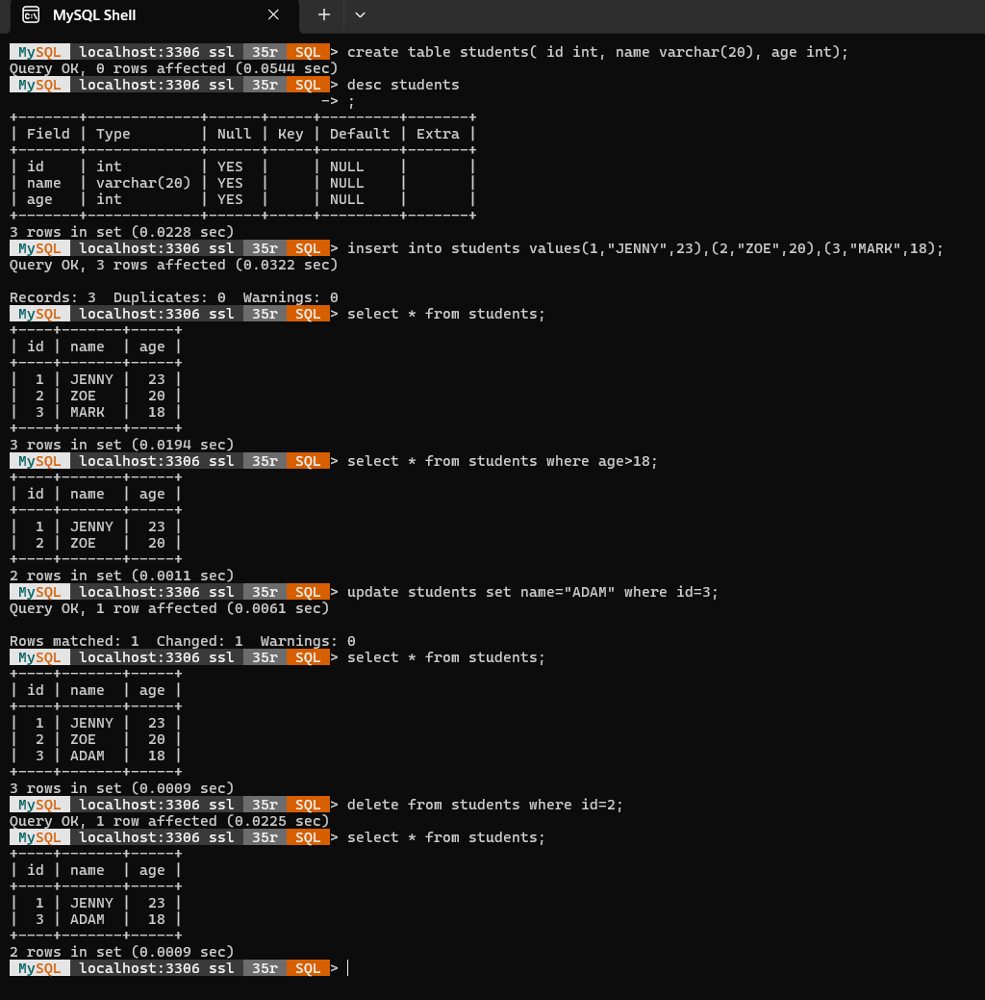 MySQL Shell
MySQL localhost:3306 ssl 35r SQL > create table students( id int, name varchar(20), age int);
Query OK, 0 rows affected (0.0544 sec)
MySQL localhost:3306 ssl 35r SQL > desc students
-> ;
+-------+-------------+------+-----+---------+-------+
| Field | Type        | Null | Key | Default | Extra |
+-------+-------------+------+-----+---------+-------+
| id    | int         | YES  |     | NULL    |       |
| name  | varchar(20) | YES  |     | NULL    |       |
| age   | int         | YES  |     | NULL    |       |
+-------+-------------+------+-----+---------+-------+
3 rows in set (0.0228 sec)
MySQL localhost:3306 ssl 35r SQL > insert into students values(1,"JENNY",23),(2,"ZOE",20),(3,"MARK",18);
Query OK, 3 rows affected (0.0322 sec)
Records: 3  Duplicates: 0  Warnings: 0
MySQL localhost:3306 ssl 35r SQL > select * from students;
+----+-------+-----+
| id | name  | age |
+----+-------+-----+
|  1 | JENNY |  23 |
|  2 | ZOE   |  20 |
|  3 | MARK  |  18 |
+----+-------+-----+
3 rows in set (0.0194 sec)
MySQL localhost:3306 ssl 35r SQL > select * from students where age>18;
+----+-------+-----+
| id | name  | age |
+----+-------+-----+
|  1 | JENNY |  23 |
|  2 | ZOE   |  20 |
+----+-------+-----+
2 rows in set (0.0011 sec)
MySQL localhost:3306 ssl 35r SQL > update students set name="ADAM" where id=3;
Query OK, 1 row affected (0.0061 sec)
Rows matched: 1  Changed: 1  Warnings: 0
MySQL localhost:3306 ssl 35r SQL > select * from students;
+----+-------+-----+
| id | name  | age |
+----+-------+-----+
|  1 | JENNY |  23 |
|  2 | ZOE   |  20 |
|  3 | ADAM  |  18 |
+----+-------+-----+
3 rows in set (0.0009 sec)
MySQL localhost:3306 ssl 35r SQL > delete from students where id=2;
Query OK, 1 row affected (0.0225 sec)
MySQL localhost:3306 ssl 35r SQL > select * from students;
+----+-------+-----+
| id | name  | age |
+----+-------+-----+
|  1 | JENNY |  23 |
|  3 | ADAM  |  18 |
+----+-------+-----+
2 rows in set (0.0009 sec)
MySQL localhost:3306 ssl 35r SQL >